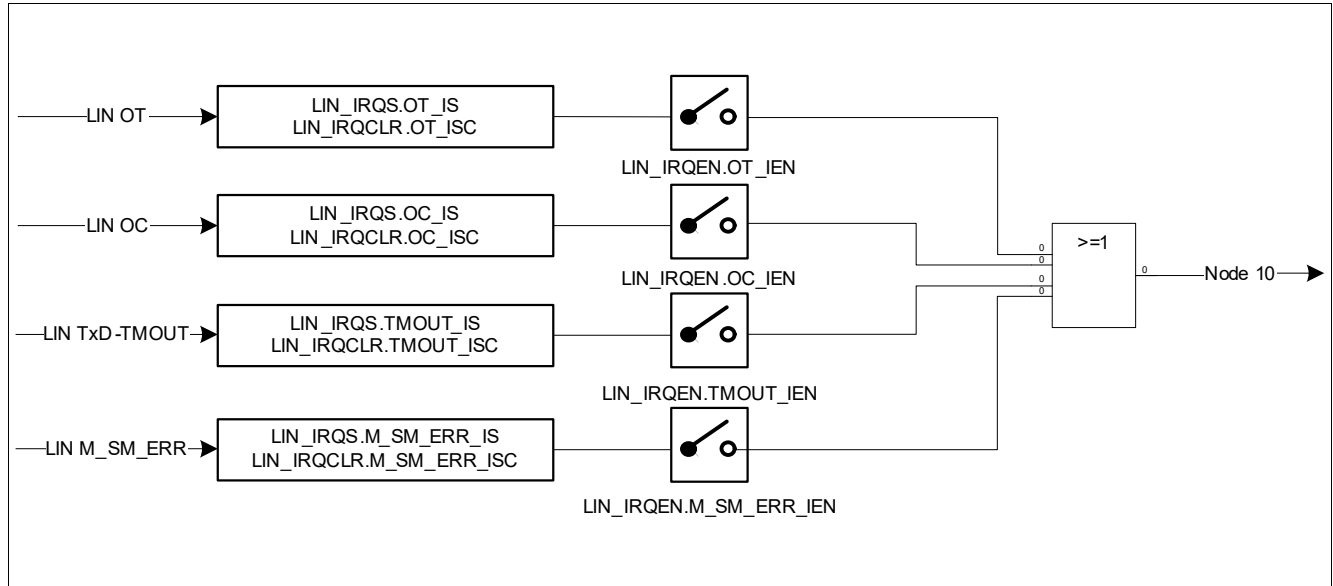 LIN OT
LIN_IRQS.OT_IS
LIN_IRQCLR.OT_ISC
LIN_IRQEN.OT_IEN
LIN OC
LIN_IRQS.OC_IS
LIN_IRQCLR.OC_ISC
LIN_IRQEN.OC_IEN
>=1
0
0
0
0
0
Node 10
LIN TxD-TMOUT
LIN_IRQS.TMOUT_IS
LIN_IRQCLR.TMOUT_ISC
LIN_IRQEN.TMOUT_IEN
LIN M_SM_ERR
LIN_IRQS.M_SM_ERR_IS
LIN_IRQCLR.M_SM_ERR_ISC
LIN_IRQEN.M_SM_ERR_IEN